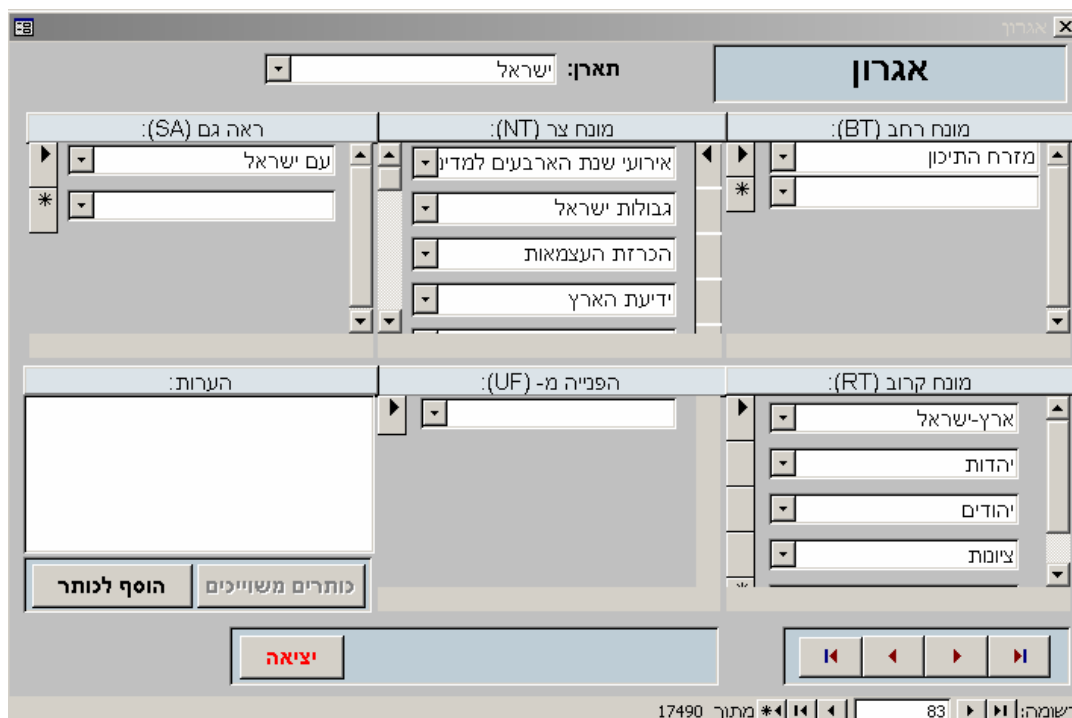 אגרון
אגרון
תארן: ישראל
מונח רחב (BT):
מזרח התיכון
מונח צר (NT):
אירועי שנת הארבעים למדינ
גבולות ישראל
הכרזת העצמאות
ידיעת הארץ
ראה גם (SA):
עם ישראל
מונח קרוב (RT):
ארץ-ישראל
יהדות
יהודים
ציונות
הפנייה מ- (UF):
הערות:
כותרים משוייכים
הוסף לכותר
יציאה
רשומה: 83 מתוך 17490